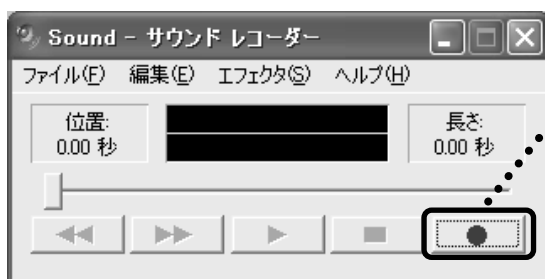 Sound - サウンド レコーダー
ファイル(F) 編集(E) エフェクタ(S) ヘルプ(H)
位置:
0.00 秒
長さ:
0.00 秒